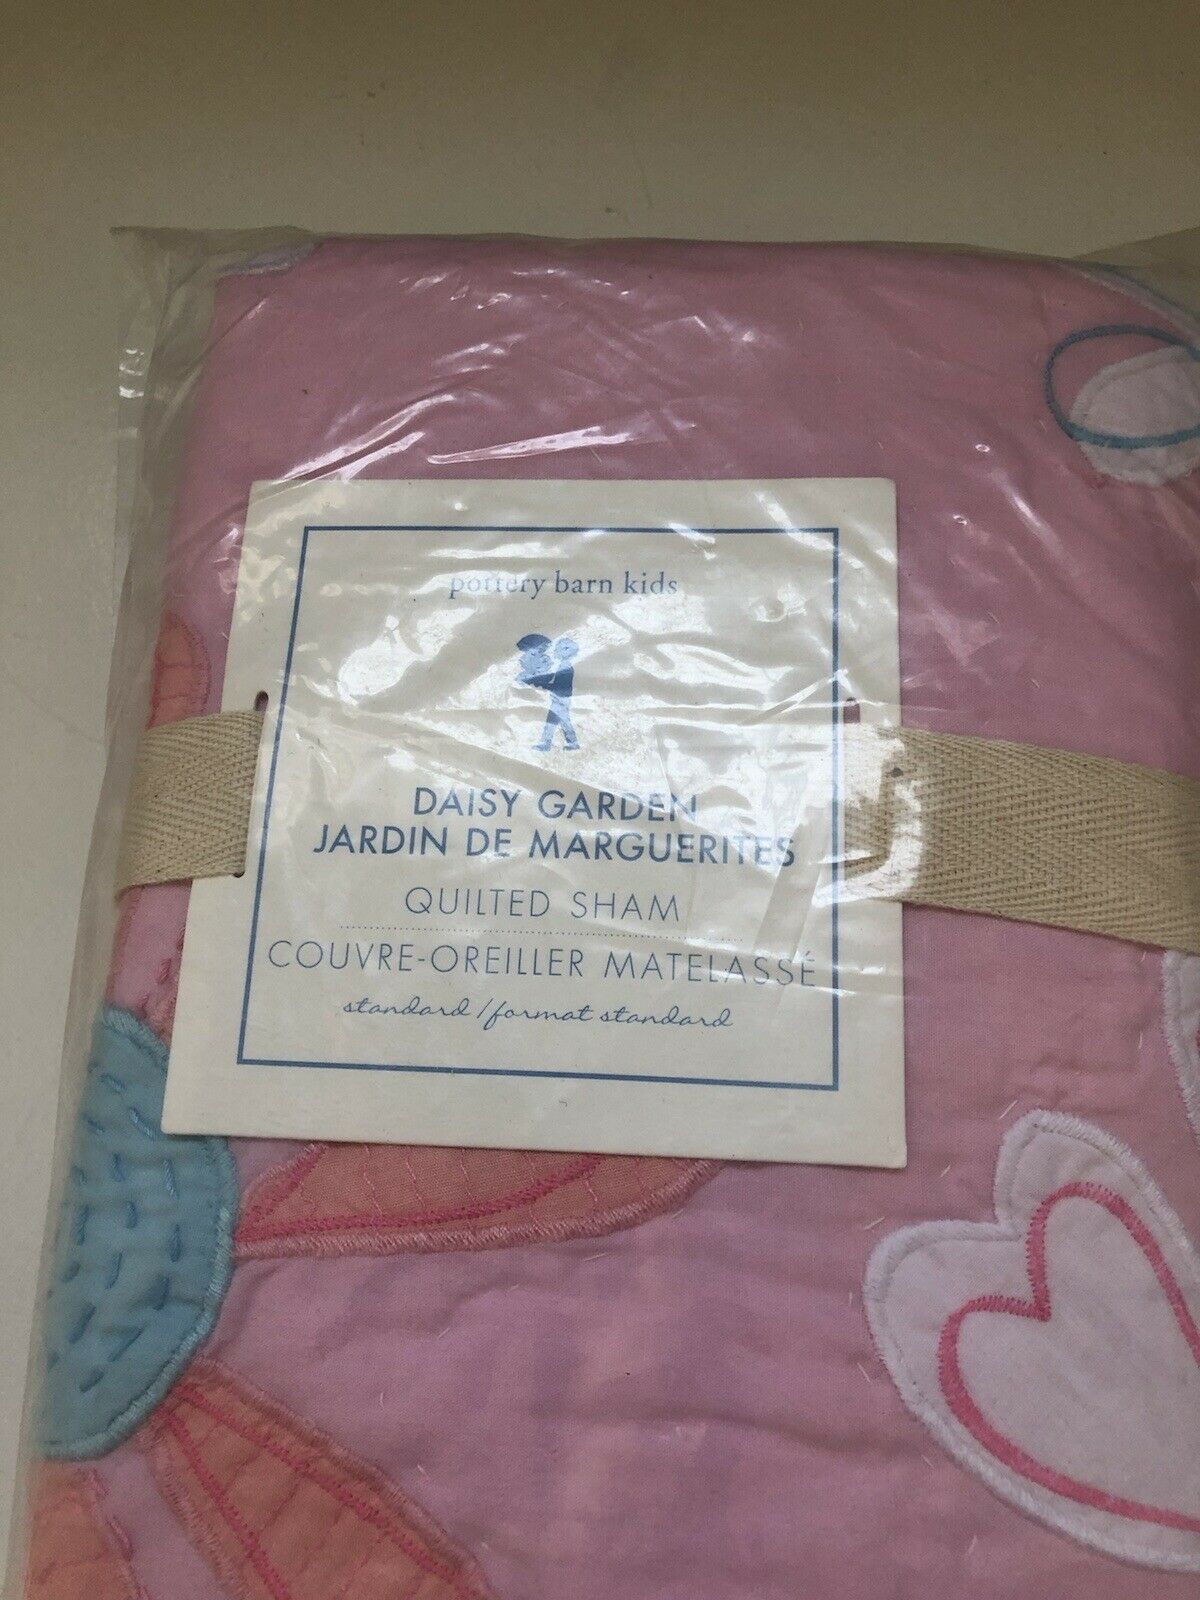 pottery barn kids
DAISY GARDEN
JARDIN DE MARGUERITES
QUILTED SHAM
COUVRE-OREILLER MATELASSÉ
standard/format standard